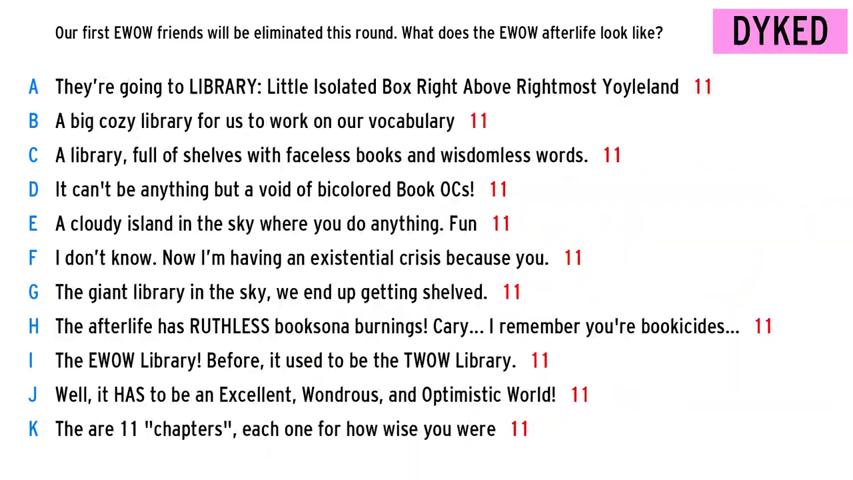 Our first EWOW friends will be eliminated this round. What does the EWOW afterlife look like?
DYKED
A They're going to LIBRARY: Little Isolated Box Right Above Rightmost Yoyleland 11
B A big cozy library for us to work on our vocabulary 11
C A library, full of shelves with faceless books and wisdomless words. 11
D It can't be anything but a void of bicolored Book OCs! 11
E A cloudy island in the sky where you do anything. Fun 11
F I don't know. Now I'm having an existential crisis because you. 11
G The giant library in the sky, we end up getting shelved. 11
H The afterlife has RUTHLESS booksona burnings! Cary... I remember you're bookicides... 11
I The EWOW Library! Before, it used to be the TWOW Library. 11
J Well, it HAS to be an Excellent, Wondrous, and Optimistic World! 11
K The are 11 "chapters", each one for how wise you were 11